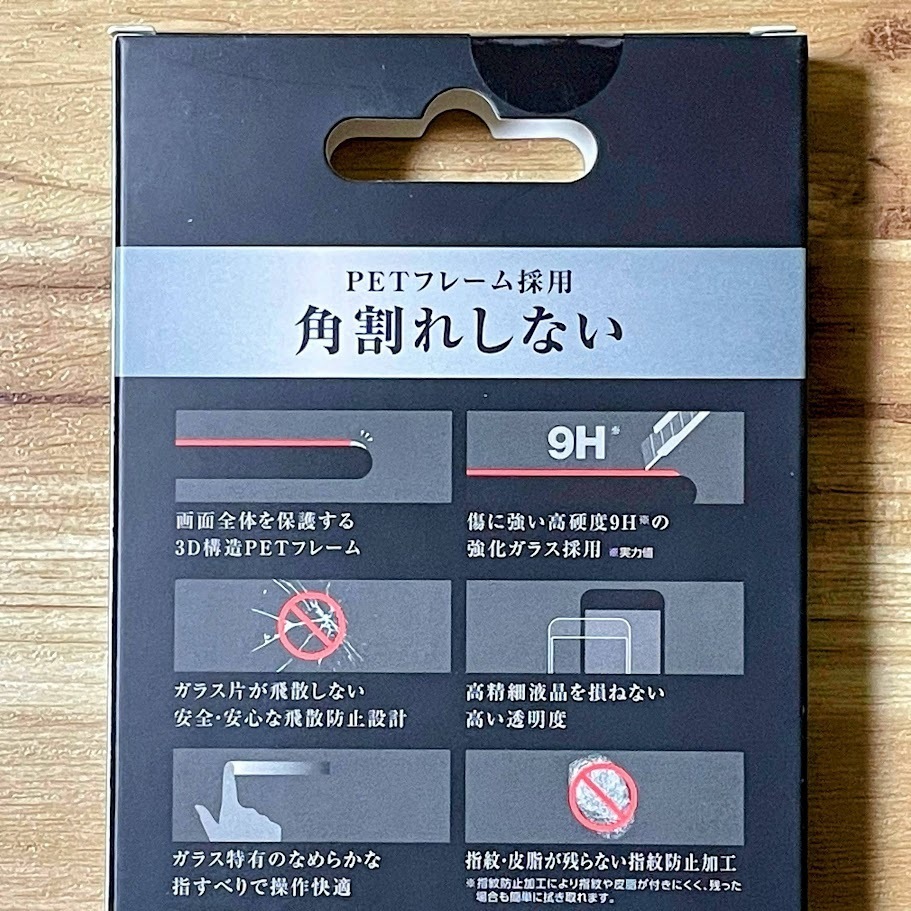 PETフレーム採用
角割れしない
9H※
画面全体を保護する
3D構造PETフレーム
傷に強い高硬度9H※の
強化ガラス採用 ※実力値
ガラス片が飛散しない
安全・安心な飛散防止設計
高精細液晶を損ねない
高い透明度
ガラス特有のなめらかな
指すべりで操作快適
指紋・皮脂が残らない指紋防止加工
※指紋防止加工により指紋や皮脂が付きにくく、残った
場合も簡単に拭き取れます。